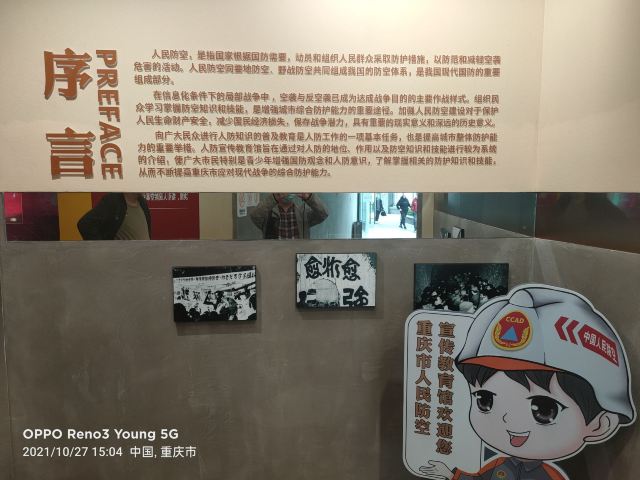 序言
PREFACE
人民防空，是指国家根据国防需要，动员和组织人民群众采取防护措施，以防范和减轻空袭
危害的活动。人民防空同要地防空、野战防空共同组成我国的防空体系，是我国现代国防的重要
组成部分。
在信息化条件下的局部战争中，空袭与反空袭已成为达成战争目的的主要作战样式。组织民
众学习掌握防空知识和技能，是增强城市综合防护能力的重要途径。加强人民防空建设对于保护
人民生命财产安全，减少国民经济损失，保存战争潜力，具有重要的现实意义和深远的历史意义。
向广大民众进行人防知识的普及教育是人防工作的一项基本任务，也是提高城市整体防护能
力的重要举措。人防宣传教育馆旨在通过对人防的地位、作用以及防空知识和技能进行较为系统
的介绍，使广大市民特别是青少年增强国防观念和人防意识，了解掌握相关的防护知识和技能，
从而不断提高重庆市应对现代战争的综合防护能力。
愈炸愈
强
CCAD
中国人民防空
重庆市人民防空
宣传教育馆欢迎您
OPPO Reno3 Young 5G
2021/10/27 15:04 中国, 重庆市